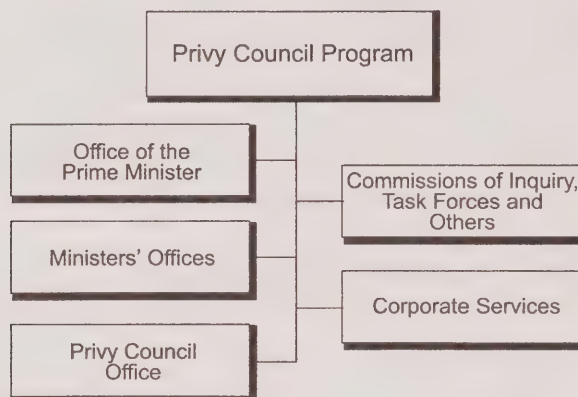 Privy Council Program
Office of the
Prime Minister
Commissions of Inquiry,
Task Forces and
Others
Ministers' Offices
Corporate Services
Privy Council
Office